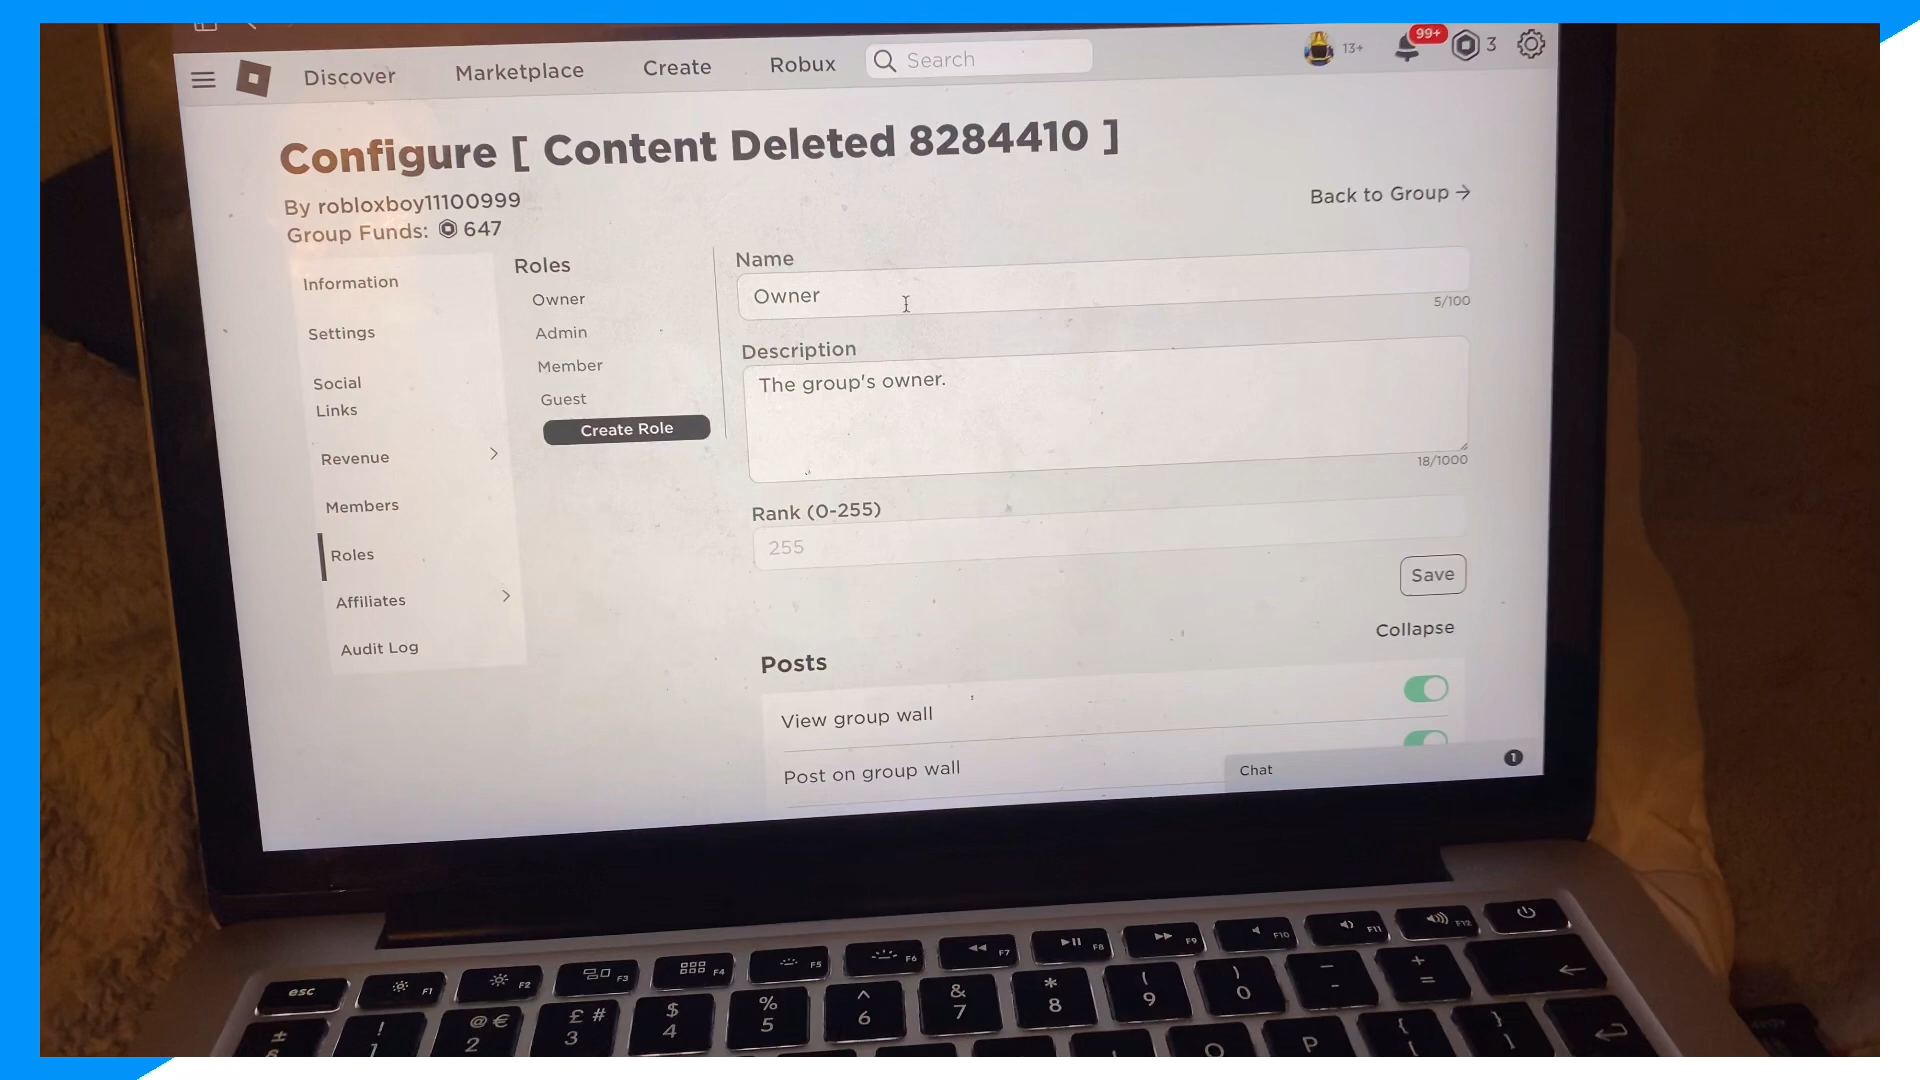 Discover Marketplace Create Robux Search 13+ 99+ 3
Configure [ Content Deleted 8284410 ]
By robloxboy11100999
Group Funds: 647
Back to Group →
Information
Settings
Social
Links
Revenue >
Members
Roles
Affiliates >
Audit Log
Roles
Owner
Admin
Member
Guest
Create Role
Name
Owner
5/100
Description
The group's owner.
18/1000
Rank (0-255)
255
Save
Collapse
Posts
View group wall
Post on group wall
Chat 1
esc F1 F2 F3 F4 F5 F6 F7 F8 F9 F10 F11 F12
± ! @ € £ # $ % ^ & * ( ) _ +
§ 1 2 3 4 5 6 7 8 9 0 - =
O P { }
[ ]